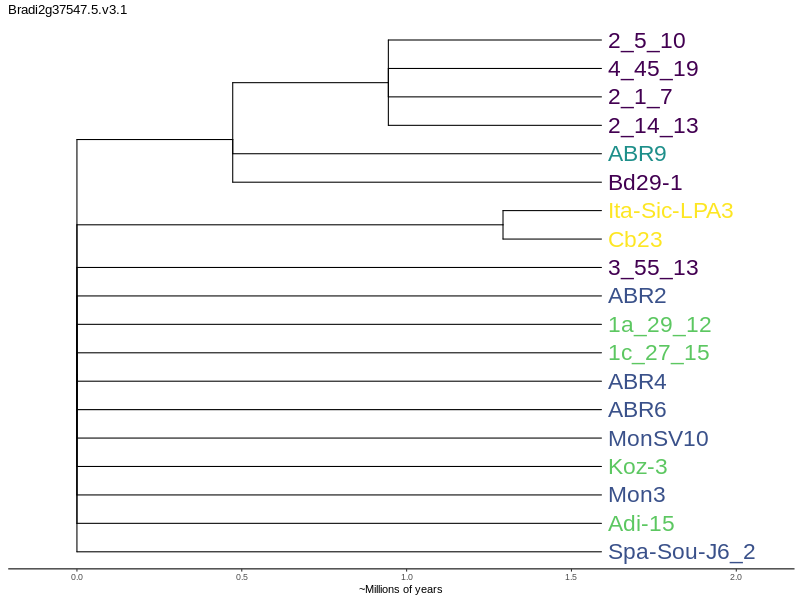 Bradi2g37547.5.v3.1
2_5_10
4_45_19
2_1_7
2_14_13
ABR9
Bd29-1
Ita-Sic-LPA3
Cb23
3_55_13
ABR2
1a_29_12
1c_27_15
ABR4
ABR6
MonSV10
Koz-3
Mon3
Adi-15
Spa-Sou-J6_2
0.0 0.5 1.0 1.5 2.0
~Millions of years